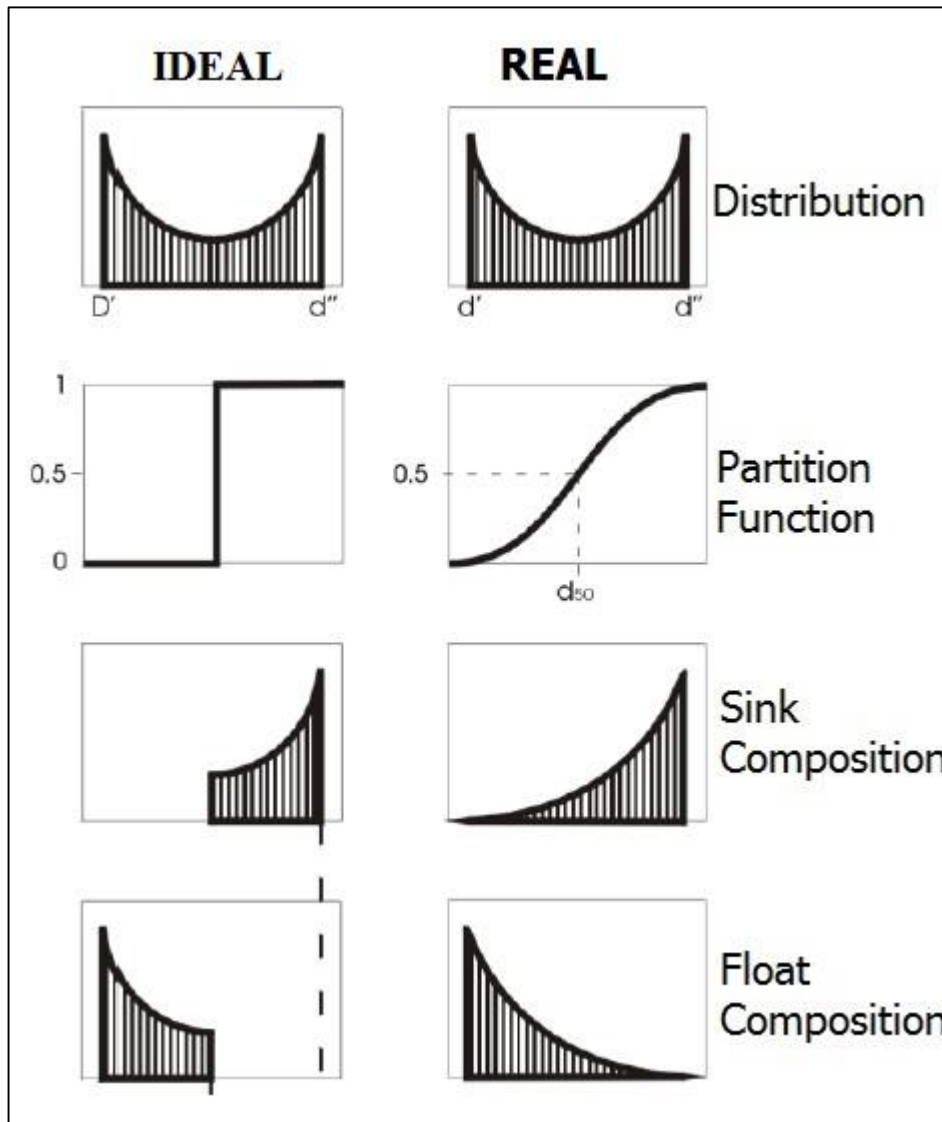 IDEAL REAL
Distribution
D' d" d' d"
1
0.5 0.5
0
Partition
Function
d50
Sink
Composition
Float
Composition